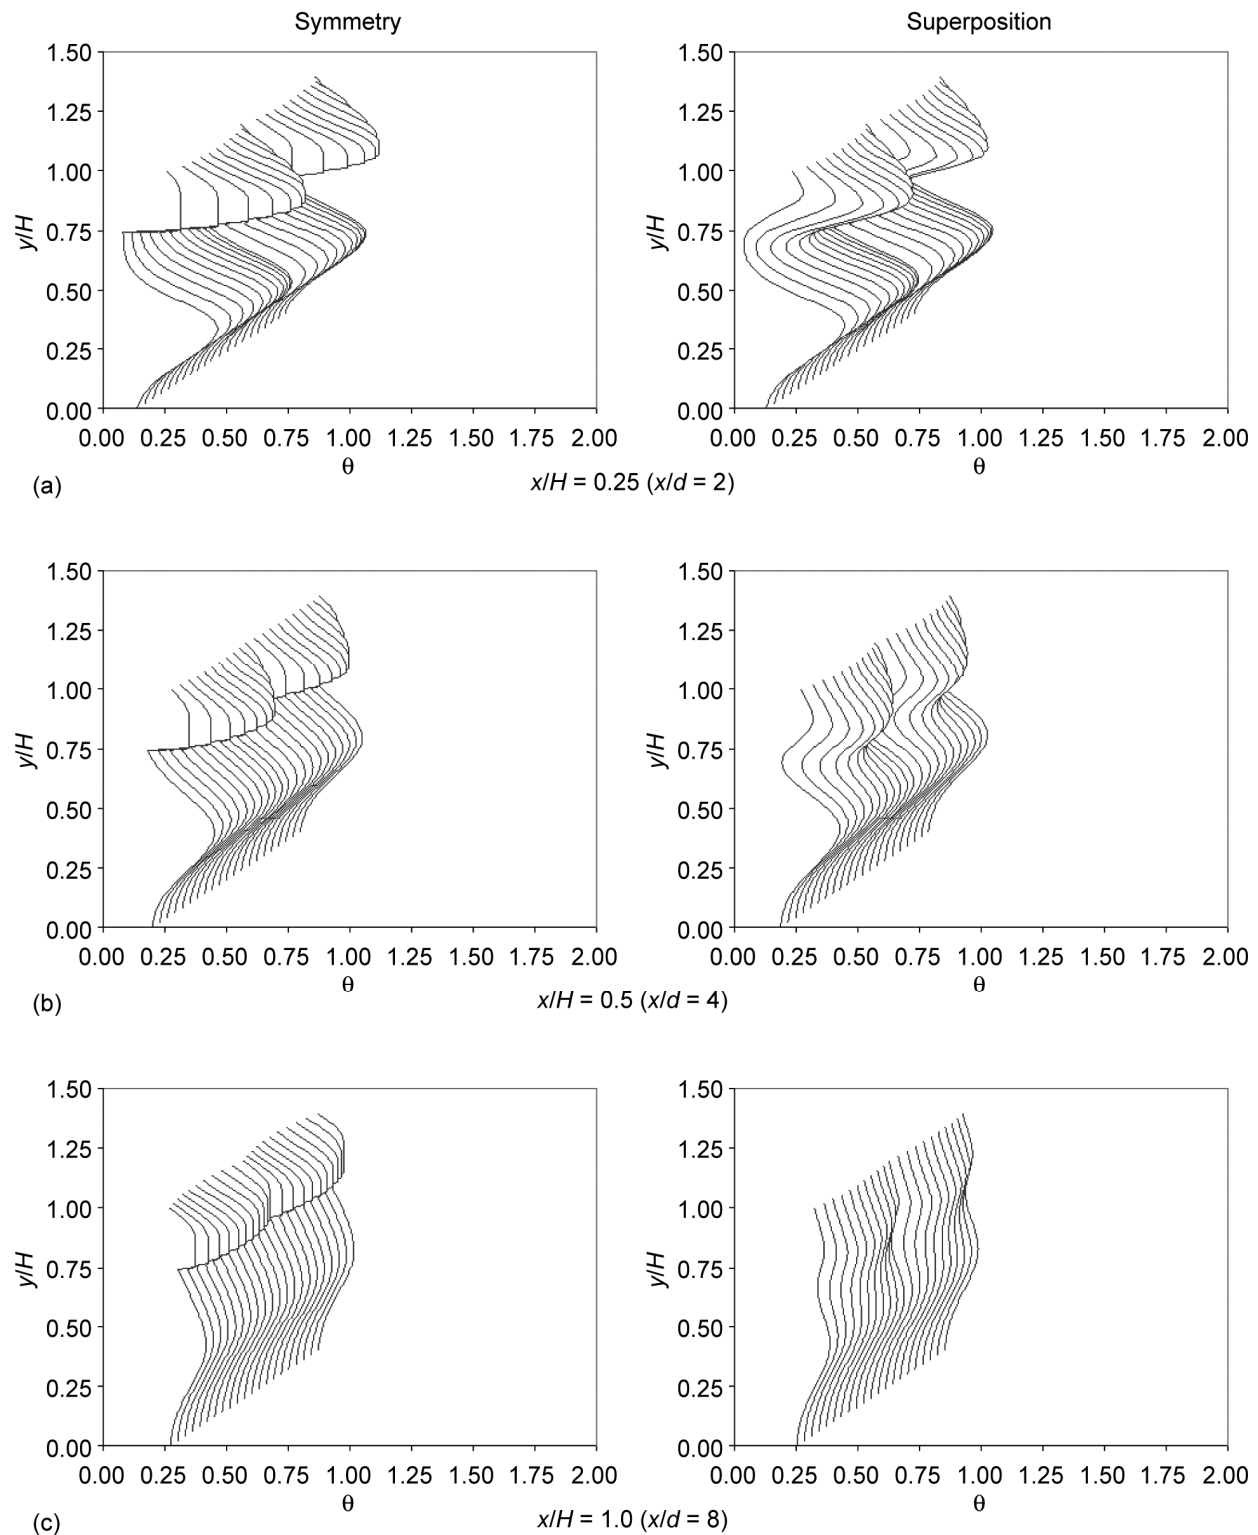 Symmetry Superposition
1.50 1.50
1.25 1.25
1.00 1.00
y/H 0.75 y/H 0.75
0.50 0.50
0.25 0.25
0.00 0.00
0.00 0.25 0.50 0.75 1.00 1.25 1.50 1.75 2.00 0.00 0.25 0.50 0.75 1.00 1.25 1.50 1.75 2.00
θ θ
(a) x/H = 0.25 (x/d = 2)
1.50 1.50
1.25 1.25
1.00 1.00
y/H 0.75 y/H 0.75
0.50 0.50
0.25 0.25
0.00 0.00
0.00 0.25 0.50 0.75 1.00 1.25 1.50 1.75 2.00 0.00 0.25 0.50 0.75 1.00 1.25 1.50 1.75 2.00
θ θ
(b) x/H = 0.5 (x/d = 4)
1.50 1.50
1.25 1.25
1.00 1.00
y/H 0.75 y/H 0.75
0.50 0.50
0.25 0.25
0.00 0.00
0.00 0.25 0.50 0.75 1.00 1.25 1.50 1.75 2.00 0.00 0.25 0.50 0.75 1.00 1.25 1.50 1.75 2.00
θ θ
(c) x/H = 1.0 (x/d = 8)